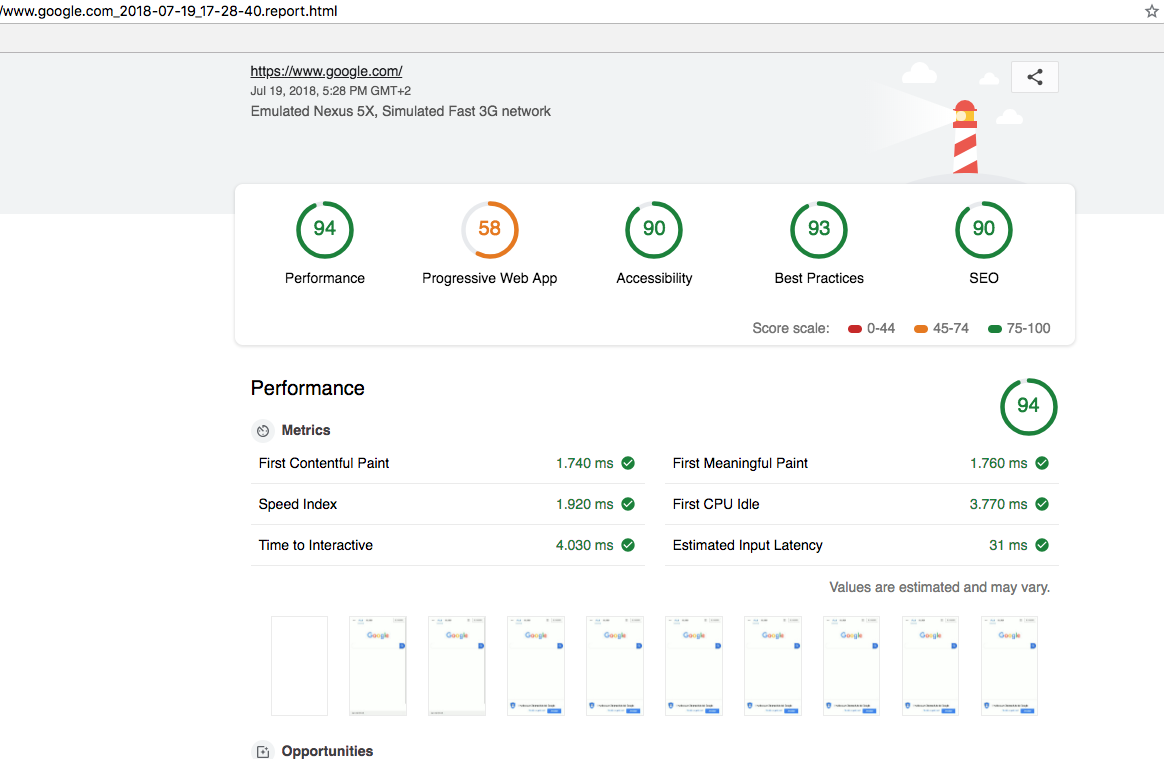 /www.google.com_2018-07-19_17-28-40.report.html
https://www.google.com/
Jul 19, 2018, 5:28 PM GMT+2
Emulated Nexus 5X, Simulated Fast 3G network
94 58 90 93 90
Performance Progressive Web App Accessibility Best Practices SEO
Score scale: 0-44 45-74 75-100
Performance 94
Metrics
First Contentful Paint 1.740 ms First Meaningful Paint 1.760 ms
Speed Index 1.920 ms First CPU Idle 3.770 ms
Time to Interactive 4.030 ms Estimated Input Latency 31 ms
Values are estimated and may vary.
Google Google Google Google Google Google Google Google Google
Opportunities